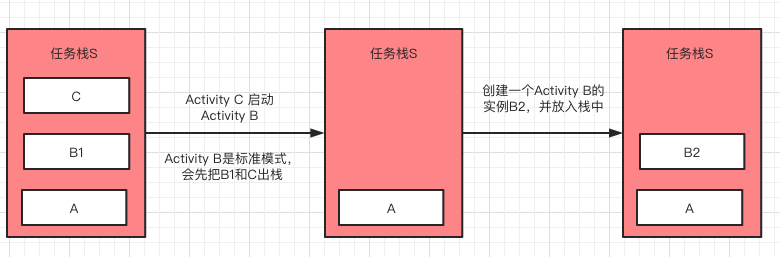 任务栈S
C
B1
A
Activity C 启动
Activity B
Activity B是标准模式，
会先把B1和C出栈
任务栈S
A
创建一个Activity B的
实例B2，并放入栈中
任务栈S
B2
A